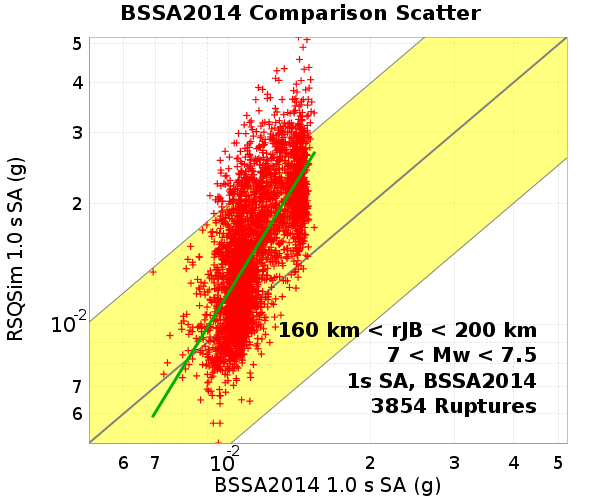 BSSA2014 Comparison Scatter
RSQSim 1.0 s SA (g)
5
4
3
2
10-2
7
6
160 km < rJB < 200 km
7 < Mw < 7.5
1s SA, BSSA2014
3854 Ruptures
6 7 10-2 2 3 4 5
BSSA2014 1.0 s SA (g)